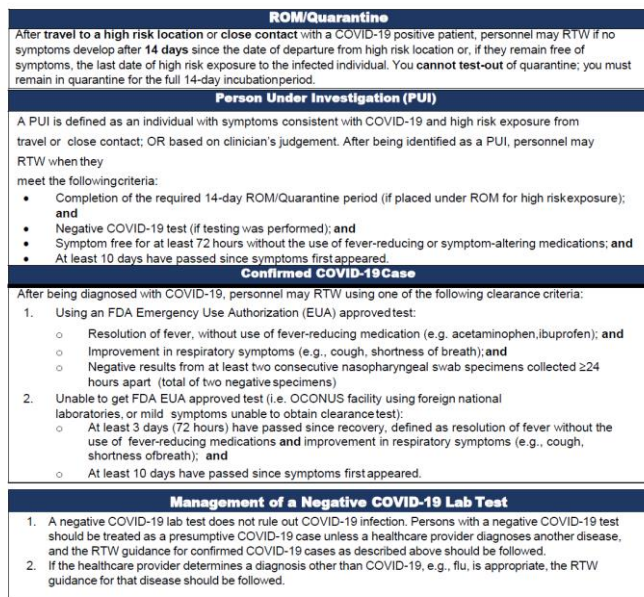 ROM/Quarantine
After travel to a high risk location or close contact with a COVID-19 positive patient, personnel may RTW if no
symptoms develop after 14 days since the date of departure from high risk location or, if they remain free of
symptoms, the last date of high risk exposure to the infected individual. You cannot test-out of quarantine; you must
remain in quarantine for the full 14-day incubationperiod.
Person Under Investigation (PUI)
A PUI is defined as an individual with symptoms consistent with COVID-19 and high risk exposure from
travel or close contact; OR based on clinician's judgement. After being identified as a PUI, personnel may
RTW when they
meet the followingcriteria:
• Completion of the required 14-day ROM/Quarantine period (if placed under ROM for high riskexposure);
and
• Negative COVID-19 test (if testing was performed); and
• Symptom free for at least 72 hours without the use of fever-reducing or symptom-altering medications; and
• At least 10 days have passed since symptoms firstappeared.
Confirmed COVID-19Case
After being diagnosed with COVID-19, personnel may RTW using one of the following clearance criteria:
1. Using an FDA Emergency Use Authorization (EUA) approvedtest:
o Resolution of fever, without use of fever-reducing medication (e.g. acetaminophen,ibuprofen); and
o Improvement in respiratory symptoms (e.g., cough, shortness of breath);and
o Negative results from at least two consecutive nasopharyngeal swab specimens collected ≥24
hours apart (total of two negative specimens)
2. Unable to get FDA EUA approved test (i.e. OCONUS facility using foreign national
laboratories, or mild symptoms unable to obtain clearancetest):
o At least 3 days (72 hours) have passed since recovery, defined as resolution of fever without the
use of fever-reducing medications and improvement in respiratory symptoms (e.g., cough,
shortness ofbreath); and
o At least 10 days have passed since symptoms firstappeared.
Management of a Negative COVID-19 Lab Test
1. A negative COVID-19 lab test does not rule out COVID infection. Persons with a negative COVID-19 test
should be treated as a presumptive COVID-19 case unless a healthcare provider diagnoses another disease,
and the RTW guidance for confirmed COVID-19 cases as described above should be followed.
2. If the healthcare provider determines a diagnosis other than COVID-19, e.g., flu, is appropriate, the RTW
guidance for that disease should be followed.